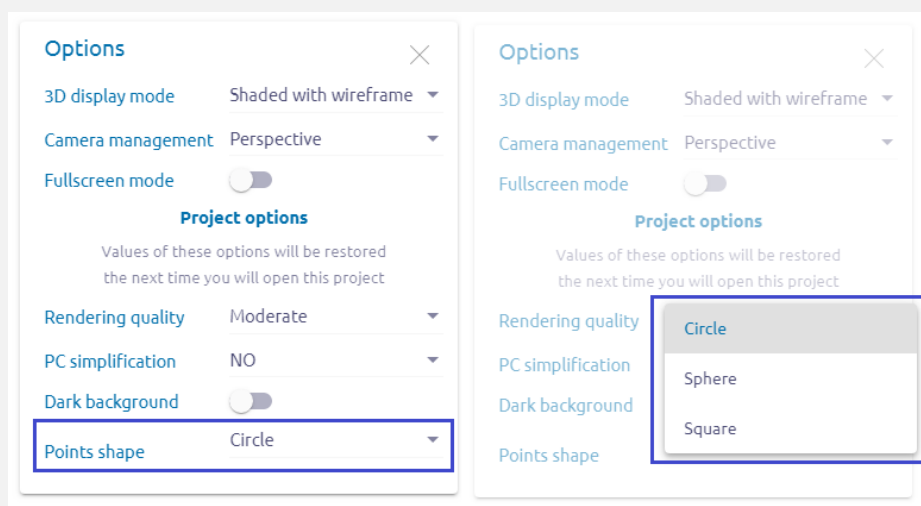 Options
3D display mode Shaded with wireframe
Camera management Perspective
Fullscreen mode
Project options
Values of these options will be restored
the next time you will open this project
Rendering quality Moderate
PC simplification NO
Dark background
Points shape Circle
Options
3D display mode Shaded with wireframe
Camera management Perspective
Fullscreen mode
Project options
Values of these options will be restored
the next time you will open this project
Rendering quality Circle
PC simplification Sphere
Dark background Square
Points shape